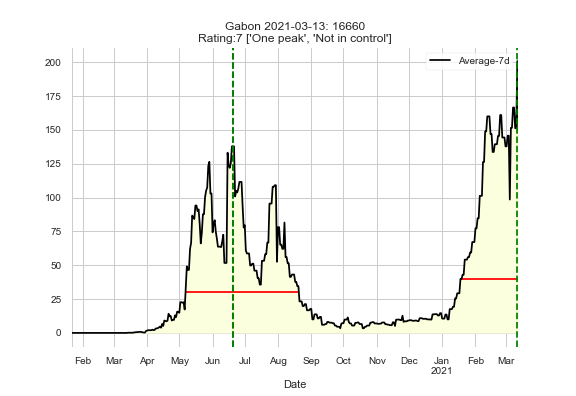 Gabon 2021-03-13: 16660
Rating:7 ['One peak', 'Not in control']
Average-7d
200
175
150
125
100
75
50
25
0
Feb Mar Apr May Jun Jul Aug Sep Oct Nov Dec Jan Feb Mar
2021
Date